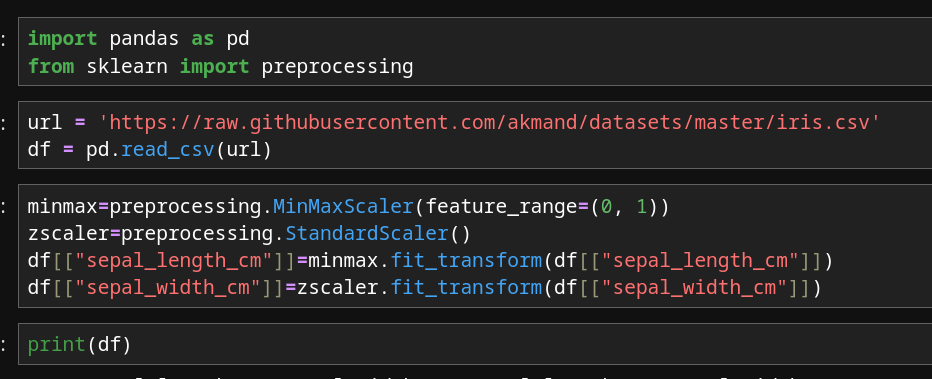 :
import pandas as pd
from sklearn import preprocessing
:
url = 'https://raw.githubusercontent.com/akmand/datasets/master/iris.csv'
df = pd.read_csv(url)
:
minmax=preprocessing.MinMaxScaler(feature_range=(0, 1))
zscaler=preprocessing.StandardScaler()
df[["sepal_length_cm"]]=minmax.fit_transform(df[["sepal_length_cm"]])
df[["sepal_width_cm"]]=zscaler.fit_transform(df[["sepal_width_cm"]])
:
print(df)